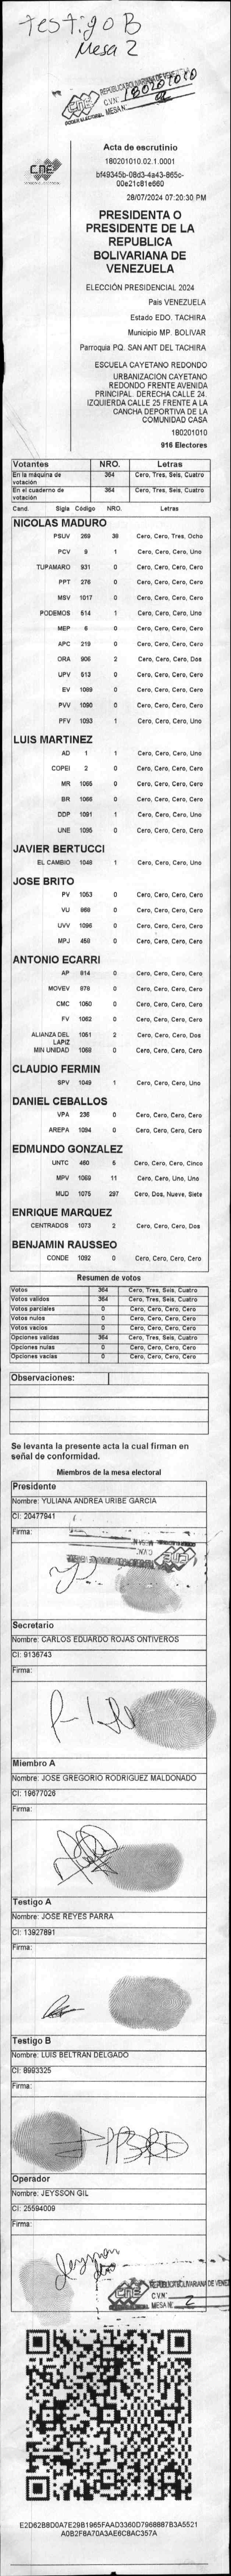 Testigo B
Mesa 2
REPUBLICA BOLIVARIANA DE VENEZUELA
CNE
C.V.N. 180201010
PODER ELECTORAL MESA N. 02
CNE
Acta de escrutinio
180201010.02.1.0001
bf49345b-08d3-4a43-865c-
00e21c81e660
28/07/2024 07:20:30 PM
PRESIDENTA O
PRESIDENTE DE LA
REPUBLICA
BOLIVARIANA DE
VENEZUELA
ELECCIÓN PRESIDENCIAL 2024
Pais VENEZUELA
Estado EDO. TACHIRA
Municipio MP. BOLIVAR
Parroquia PQ. SAN ANT DEL TACHIRA
ESCUELA CAYETANO REDONDO
URBANIZACION CAYETANO
REDONDO FRENTE AVENIDA
PRINCIPAL. DERECHA CALLE 24.
IZQUIERDA CALLE 25 FRENTE A LA
CANCHA DEPORTIVA DE LA
COMUNIDAD CASA
180201010
916 Electores
Votantes NRO. Letras
En la máquina de votación 364 Cero, Tres, Seis, Cuatro
En el cuaderno de votación 364 Cero, Tres, Seis, Cuatro
Cand. Sigla Código NRO. Letras
NICOLAS MADURO
PSUV 269 38 Cero, Cero, Tres, Ocho
PCV 9 1 Cero, Cero, Cero, Uno
TUPAMARO 931 0 Cero, Cero, Cero, Cero
PPT 276 0 Cero, Cero, Cero, Cero
MSV 1017 0 Cero, Cero, Cero, Cero
PODEMOS 514 1 Cero, Cero, Cero, Uno
MEP 6 0 Cero, Cero, Cero, Cero
APC 219 0 Cero, Cero, Cero, Cero
ORA 906 2 Cero, Cero, Cero, Dos
UPV 513 0 Cero, Cero, Cero, Cero
EV 1089 0 Cero, Cero, Cero, Cero
PVV 1090 0 Cero, Cero, Cero, Cero
PFV 1093 1 Cero, Cero, Cero, Uno
LUIS MARTINEZ
AD 1 1 Cero, Cero, Cero, Uno
COPEI 2 0 Cero, Cero, Cero, Cero
MR 1065 0 Cero, Cero, Cero, Cero
BR 1066 0 Cero, Cero, Cero, Cero
DDP 1091 1 Cero, Cero, Cero, Uno
UNE 1095 0 Cero, Cero, Cero, Cero
JAVIER BERTUCCI
EL CAMBIO 1048 1 Cero, Cero, Cero, Uno
JOSE BRITO
PV 1053 0 Cero, Cero, Cero, Cero
VU 868 0 Cero, Cero, Cero, Cero
UVV 1096 0 Cero, Cero, Cero, Cero
MPJ 458 0 Cero, Cero, Cero, Cero
ANTONIO ECARRI
AP 814 0 Cero, Cero, Cero, Cero
MOVEV 878 0 Cero, Cero, Cero, Cero
CMC 1050 0 Cero, Cero, Cero, Cero
FV 1062 0 Cero, Cero, Cero, Cero
ALIANZA DEL LAPIZ 1051 2 Cero, Cero, Cero, Dos
MIN UNIDAD 1068 0 Cero, Cero, Cero, Cero
CLAUDIO FERMIN
SPV 1049 1 Cero, Cero, Cero, Uno
DANIEL CEBALLOS
VPA 236 0 Cero, Cero, Cero, Cero
AREPA 1094 0 Cero, Cero, Cero, Cero
EDMUNDO GONZALEZ
UNTC 460 5 Cero, Cero, Cero, Cinco
MPV 1069 11 Cero, Cero, Uno, Uno
MUD 1075 297 Cero, Dos, Nueve, Siete
ENRIQUE MARQUEZ
CENTRADOS 1073 2 Cero, Cero, Cero, Dos
BENJAMIN RAUSSEO
CONDE 1092 0 Cero, Cero, Cero, Cero
Resumen de votos
Votos 364 Cero, Tres, Seis, Cuatro
Votos validos 364 Cero, Tres, Seis, Cuatro
Votos parciales 0 Cero, Cero, Cero, Cero
Votos nulos 0 Cero, Cero, Cero, Cero
Votos vacios 0 Cero, Cero, Cero, Cero
Opciones validas 364 Cero, Tres, Seis, Cuatro
Opciones nulas 0 Cero, Cero, Cero, Cero
Opciones vacias 0 Cero, Cero, Cero, Cero
Observaciones:
Se levanta la presente acta la cual firman en
señal de conformidad.
Miembros de la mesa electoral
Presidente
Nombre: YULIANA ANDREA URIBE GARCIA
CI: 20477941
Firma:
Secretario
Nombre: CARLOS EDUARDO ROJAS ONTIVEROS
CI: 9136743
Firma:
Miembro A
Nombre: JOSE GREGORIO RODRIGUEZ MALDONADO
CI: 19677026
Firma:
Testigo A
Nombre: JOSE REYES PARRA
CI: 13927891
Firma:
Testigo B
Nombre: LUIS BELTRAN DELGADO
CI: 8993325
Firma:
Operador
Nombre: JEYSSON GIL
CI: 25594009
Firma:
CNE
REPUBLICA BOLIVARIANA DE VENEZ
C.V.N.
MESA N. 2
E2D62B8D0A7E29B1965FAAD3360D7968887B3A5521
A0B2F8A70A3AE6C8AC357A